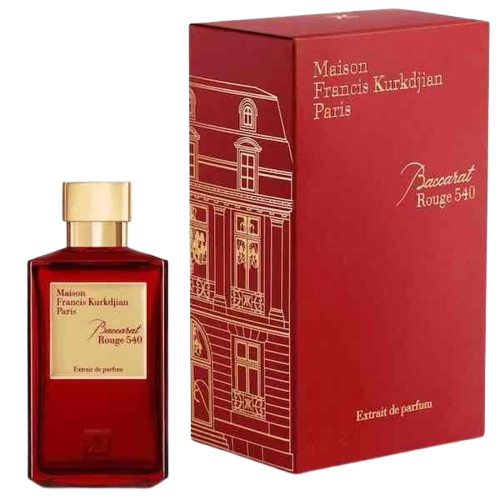 Maison
Francis Kurkdjian
Paris
Baccarat
Rouge 540
Extrait de parfum
Maison
Francis Kurkdjian
Paris
Baccarat
Rouge 540
Extrait de parfum